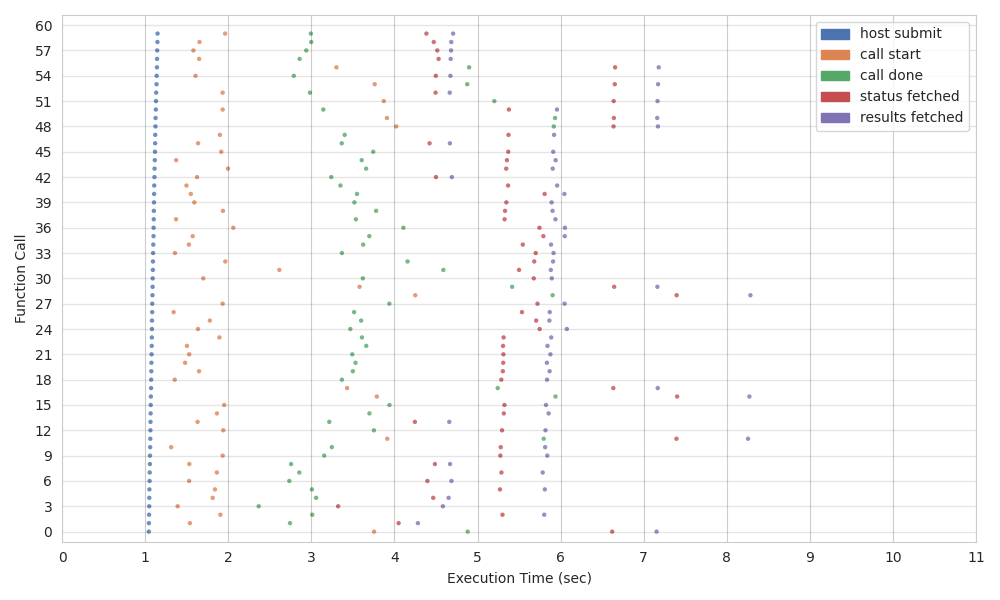 host submit
call start
call done
status fetched
results fetched
Function Call
60
57
54
51
48
45
42
39
36
33
30
27
24
21
18
15
12
9
6
3
0
0 1 2 3 4 5 6 7 8 9 10 11
Execution Time (sec)